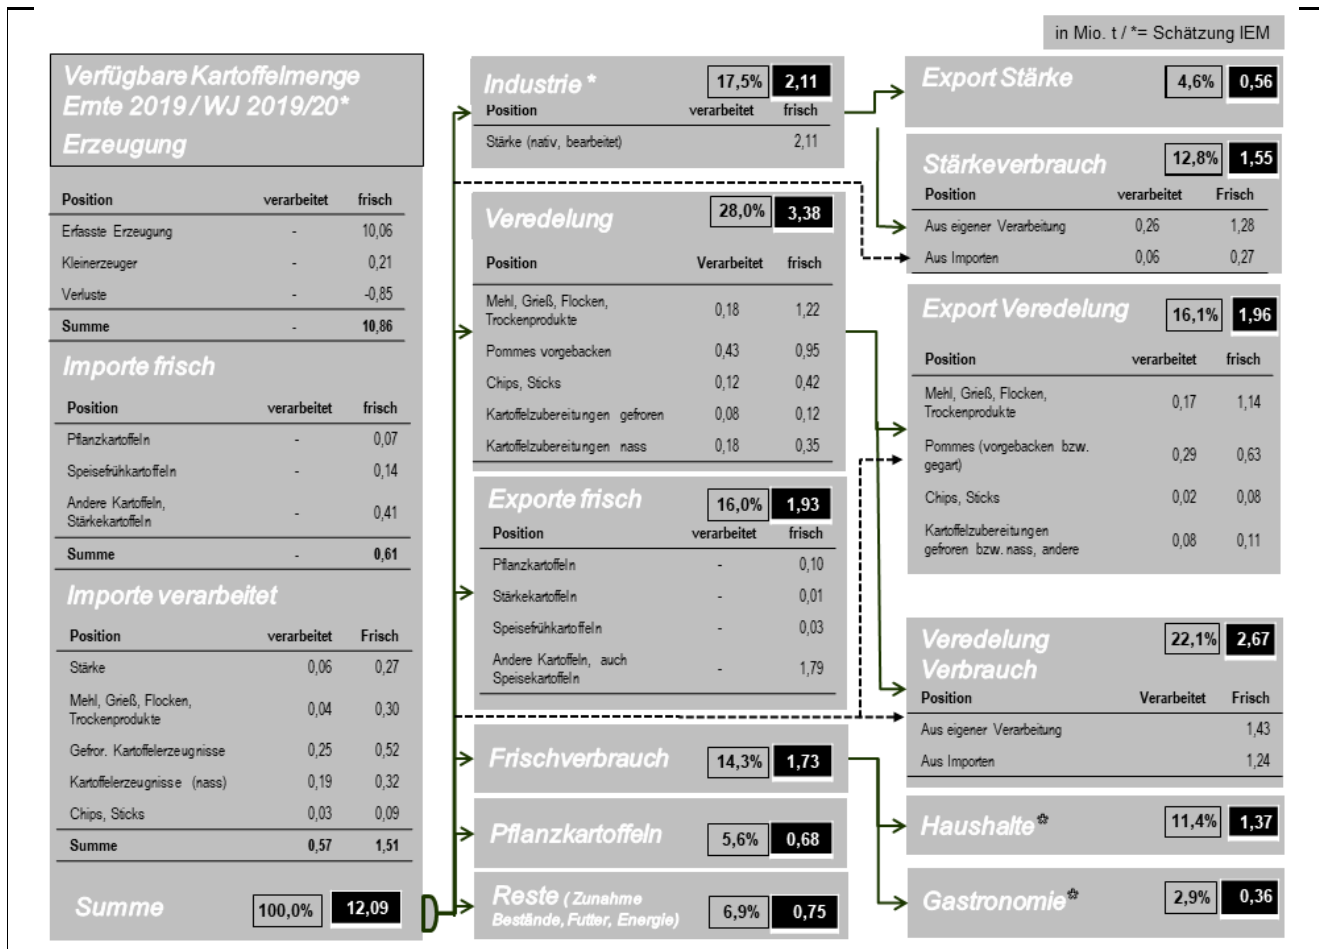 in Mio. t / *= Schätzung IEM
Verfügbare Kartoffelmenge
Ernte 2019 / WJ 2019/20*
Erzeugung
Position verarbeitet frisch
Erfasste Erzeugung - 10,06
Kleinerzeuger - 0,21
Verluste - -0,85
Summe - 10,86
Importe frisch
Position verarbeitet frisch
Pflanzkartoffeln - 0,07
Speisefrühkartoffeln - 0,14
Andere Kartoffeln,
Stärkekartoffeln - 0,41
Summe - 0,61
Importe verarbeitet
Position verarbeitet Frisch
Stärke 0,06 0,27
Mehl, Grieß, Flocken,
Trockenprodukte 0,04 0,30
Gefror. Kartoffelerzeugnisse 0,25 0,52
Kartoffelerzeugnisse (nass) 0,19 0,32
Chips, Sticks 0,03 0,09
Summe 0,57 1,51
Summe 100,0% 12,09
Industrie * 17,5% 2,11
Position verarbeitet frisch
Stärke (nativ, bearbeitet) 2,11
Veredelung 28,0% 3,38
Position Verarbeitet frisch
Mehl, Grieß, Flocken,
Trockenprodukte 0,18 1,22
Pommes vorgebacken 0,43 0,95
Chips, Sticks 0,12 0,42
Kartoffelzubereitungen gefroren 0,08 0,12
Kartoffelzubereitungen nass 0,18 0,35
Exporte frisch 16,0% 1,93
Position verarbeitet frisch
Pflanzkartoffeln - 0,10
Stärkekartoffeln - 0,01
Speisefrühkartoffeln - 0,03
Andere Kartoffeln, auch
Speisekartoffeln - 1,79
Frischverbrauch 14,3% 1,73
Pflanzkartoffeln 5,6% 0,68
Reste ( Zunahme
Bestände, Futter, Energie) 6,9% 0,75
Export Stärke 4,6% 0,56
Stärkeverbrauch 12,8% 1,55
Position verarbeitet Frisch
Aus eigener Verarbeitung 0,26 1,28
Aus Importen 0,06 0,27
Export Veredelung 16,1% 1,96
Position verarbeitet frisch
Mehl, Grieß, Flocken,
Trockenprodukte 0,17 1,14
Pommes (vorgebacken bzw.
gegart) 0,29 0,63
Chips, Sticks 0,02 0,08
Kartoffelzubereitungen
gefroren bzw. nass, andere 0,08 0,11
Veredelung 22,1% 2,67
Verbrauch
Position Verarbeitet Frisch
Aus eigener Verarbeitung 1,43
Aus Importen 1,24
Haushalte* 11,4% 1,37
Gastronomie* 2,9% 0,36